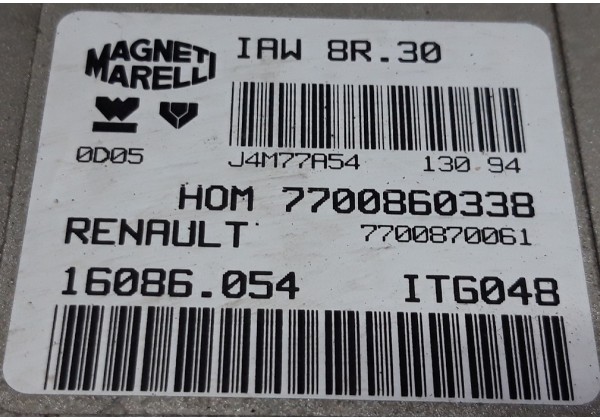 MAGNETI
MARELLI
IAW 8R.30
0D05
J4M77A54 130 94
HOM 7700860338
RENAULT 7700870061
16086.054 ITG048